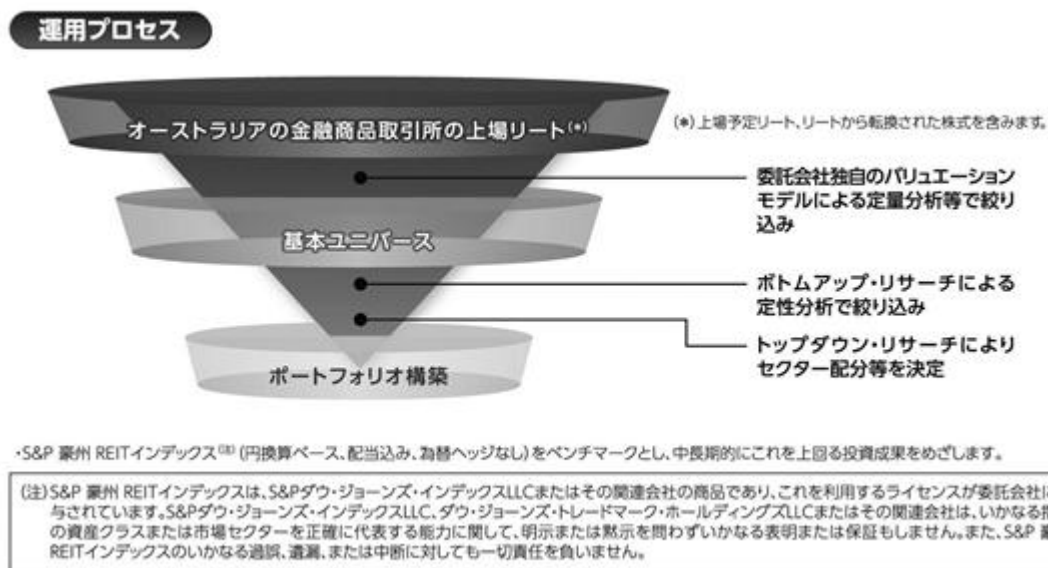 運用プロセス
オーストラリアの金融商品取引所の上場リート(*)
(*)上場予定リート、リートから転換された株式を含みます。
委託会社独自のバリュエーション
モデルによる定量分析等で絞り
込み
基本ユニバース
ボトムアップ・リサーチによる
定性分析で絞り込み
トップダウン・リサーチにより
セクター配分等を決定
ポートフォリオ構築
・S&P 豪州 REITインデックス(注)(円換算ベース、配当込み、為替ヘッジなし)をベンチマークとし、中長期的にこれを上回る投資成果をめざします。
(注)S&P 豪州 REITインデックスは、S&Pダウ・ジョーンズ・インデックスLLCまたはその関連会社の商品であり、これを利用するライセンスが委託会社に
与されています。S&Pダウ・ジョーンズ・インデックスLLC、ダウ・ジョーンズ・トレードマーク・ホールディングズLLCまたはその関連会社は、いかなる指
の資産クラスまたは市場セクターを正確に代表する能力に関して、明示または黙示を問わずいかなる表明または保証もしません。また、S&P 豪
REITインデックスのいかなる過誤、遺漏、または中断に対しても一切責任を負いません。